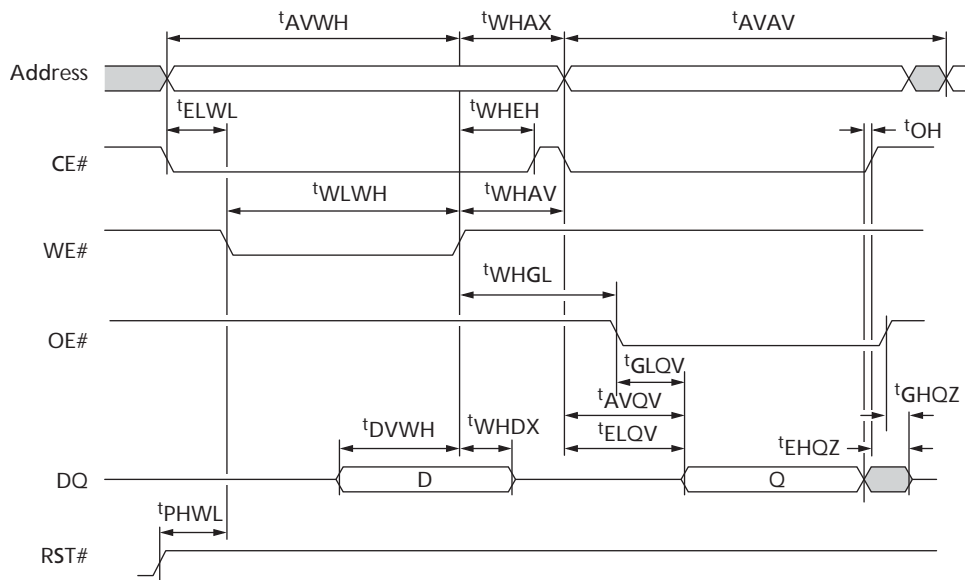 tAVWH tWHAX tAVAV
Address
tELWL tWHEH tOH
CE#
tWLWH tWHAV
WE#
tWHGL
OE#
tGLQV
tAVQV tGHQZ
tDVWH tWHDX tELQV tEHQZ
DQ D Q
tPHWL
RST#